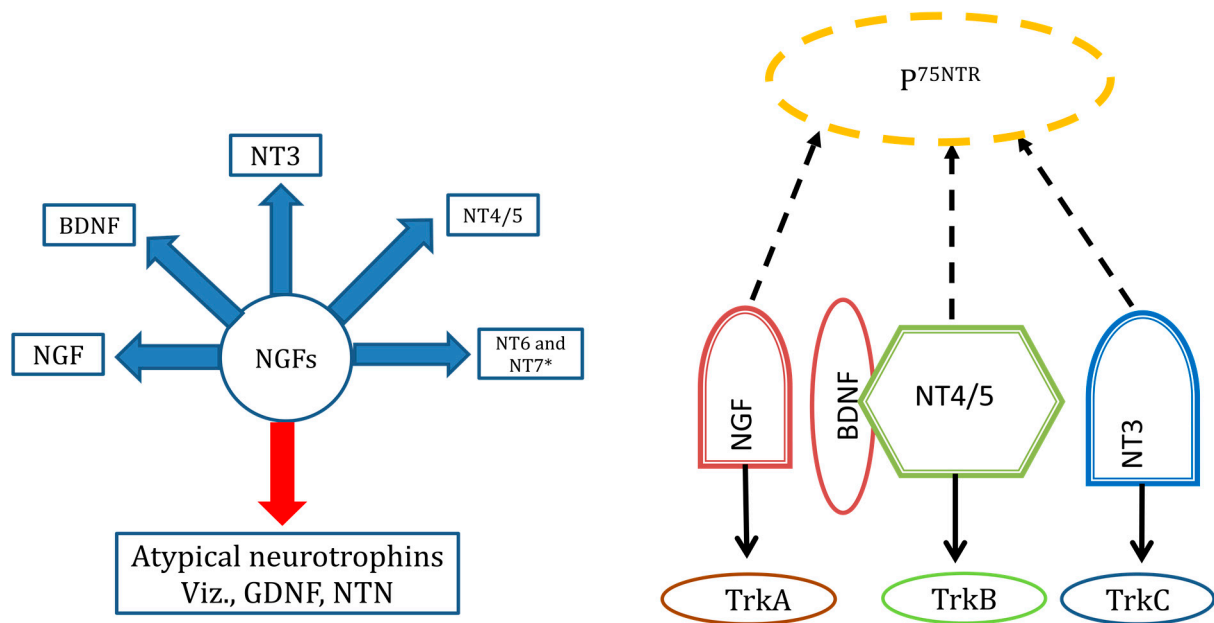 NT3
BDNF
NT4/5
NGF
NGFs
NT6 and
NT7*
Atypical neurotrophins
Viz., GDNF, NTN
P75NTR
NGF
BDNF
NT4/5
NT3
TrkA
TrkB
TrkC